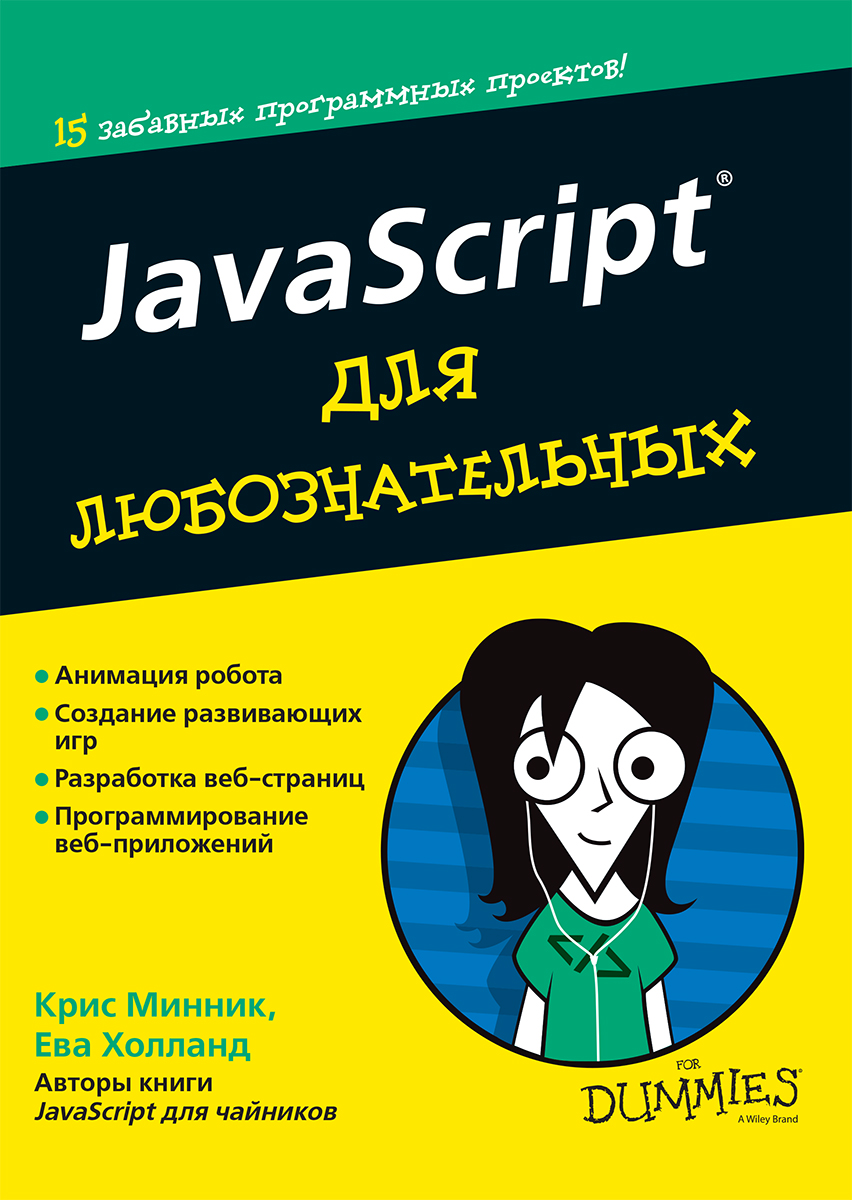 15 забавных программных проектов!
JavaScript®
для
любознательных
• Анимация робота
• Создание развивающих
игр
• Разработка веб-страниц
• Программирование
веб-приложений
</>
Крис Минник,
Ева Холланд
Авторы книги
JavaScript для чайников
FOR
DUMMIES®
A Wiley Brand